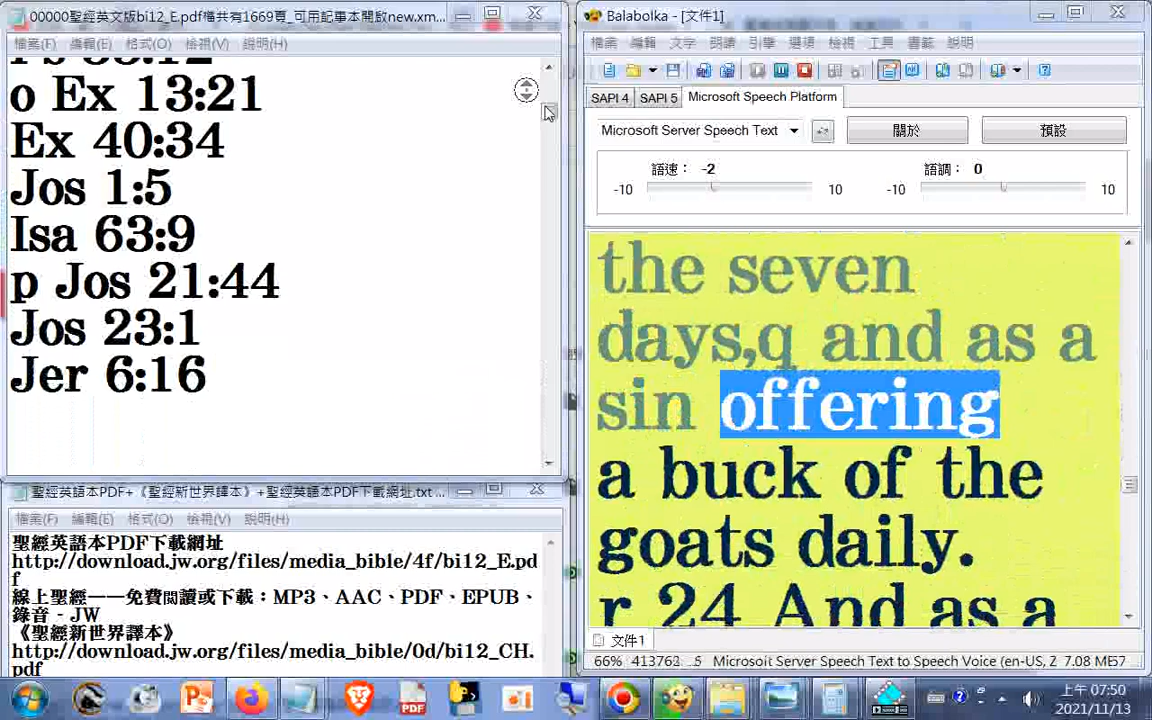 00000聖經英文版bi12_E.pdf檔共有1669頁_可用記事本開啟new.xm...
檔案(F) 編輯(E) 格式(O) 檢視(V) 說明(H)
o Ex 13:21
Ex 40:34
Jos 1:5
Isa 63:9
p Jos 21:44
Jos 23:1
Jer 6:16
聖經英語本PDF+《聖經新世界譯本》+聖經英語本PDF下載網址.txt ...
檔案(F) 編輯(E) 格式(O) 檢視(V) 說明(H)
聖經英語本PDF下載網址
http://download.jw.org/files/media_bible/4f/bi12_E.pd
f
線上聖經──免費閱讀或下載：MP3、AAC、PDF、EPUB、
錄音 - JW
《聖經新世界譯本》
http://download.jw.org/files/media_bible/0d/bi12_CH.
pdf
Balabolka - [文件1]
檔案 編輯 文字 朗讀 引擎 選項 檢視 工具 書籤 說明
SAPI 4 SAPI 5 Microsoft Speech Platform
Microsoft Server Speech Text 關於 預設
語速： -2 語調： 0
-10 10 -10 10
the seven
days,q and as a
sin offering
a buck of the
goats daily.
r 24 And as a
文件1
66% 413762 ..5 Microsoft Server Speech Text to Speech Voice (en-US, Z 7.08 ME57
上午 07:50
2021/11/13